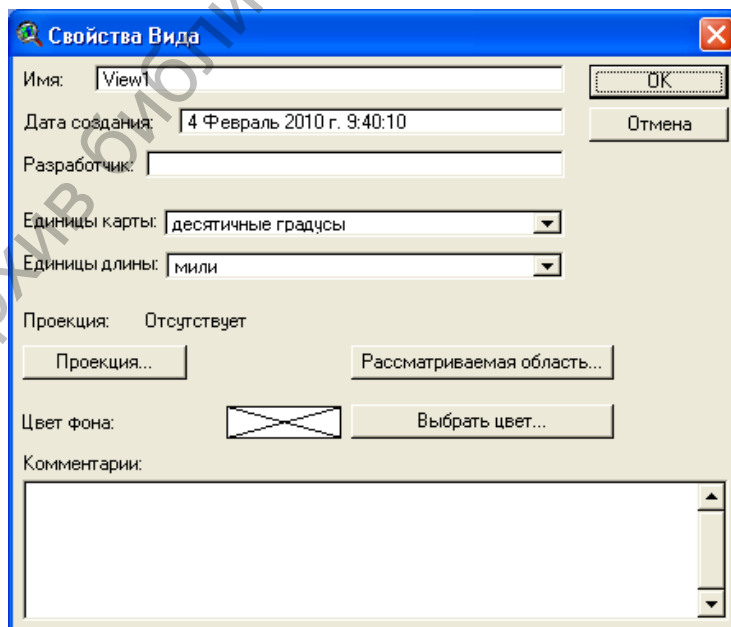 Свойства Вида
Имя: View1
OK
Дата создания: 4 Февраль 2010 г. 9:40:10
Отмена
Разработчик:
Единицы карты: десятичные градусы
Единицы длины: мили
Проекция: Отсутствует
Проекция...
Рассматриваемая область...
Цвет фона:
Выбрать цвет...
Комментарии: